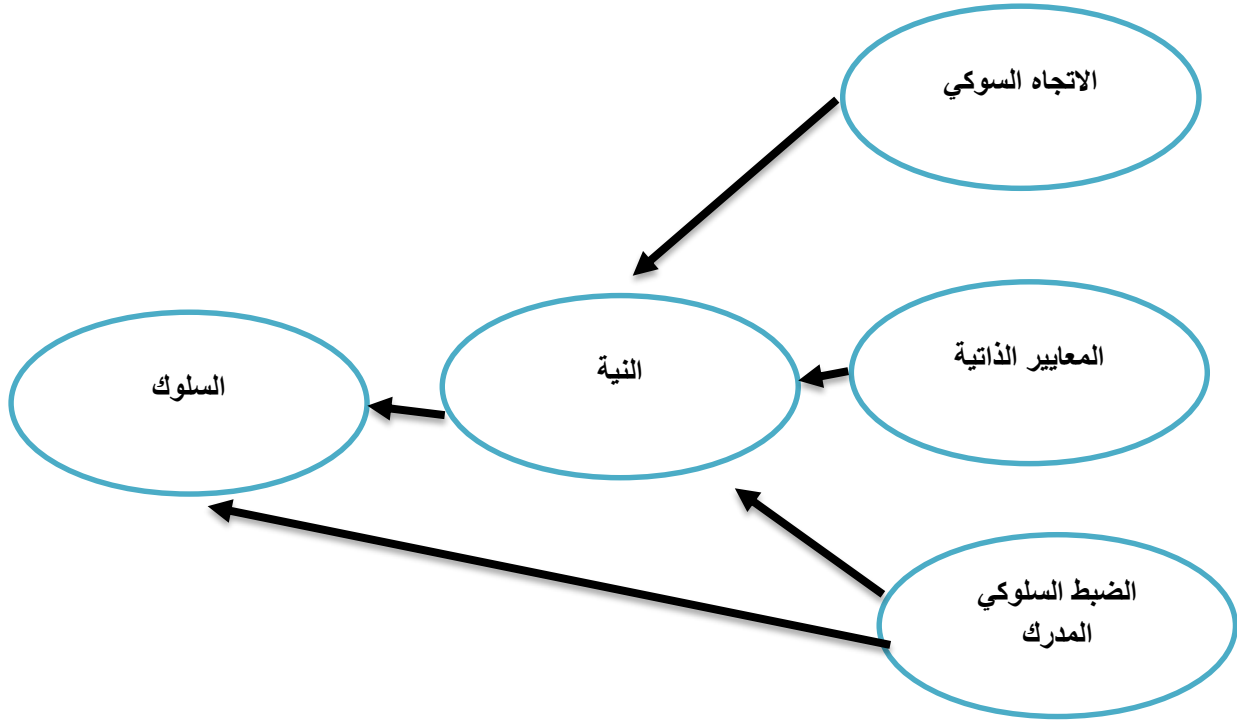 الاتجاه السوكي
المعايير الذاتية
النية
السلوك
الضبط السلوكي
المدرك